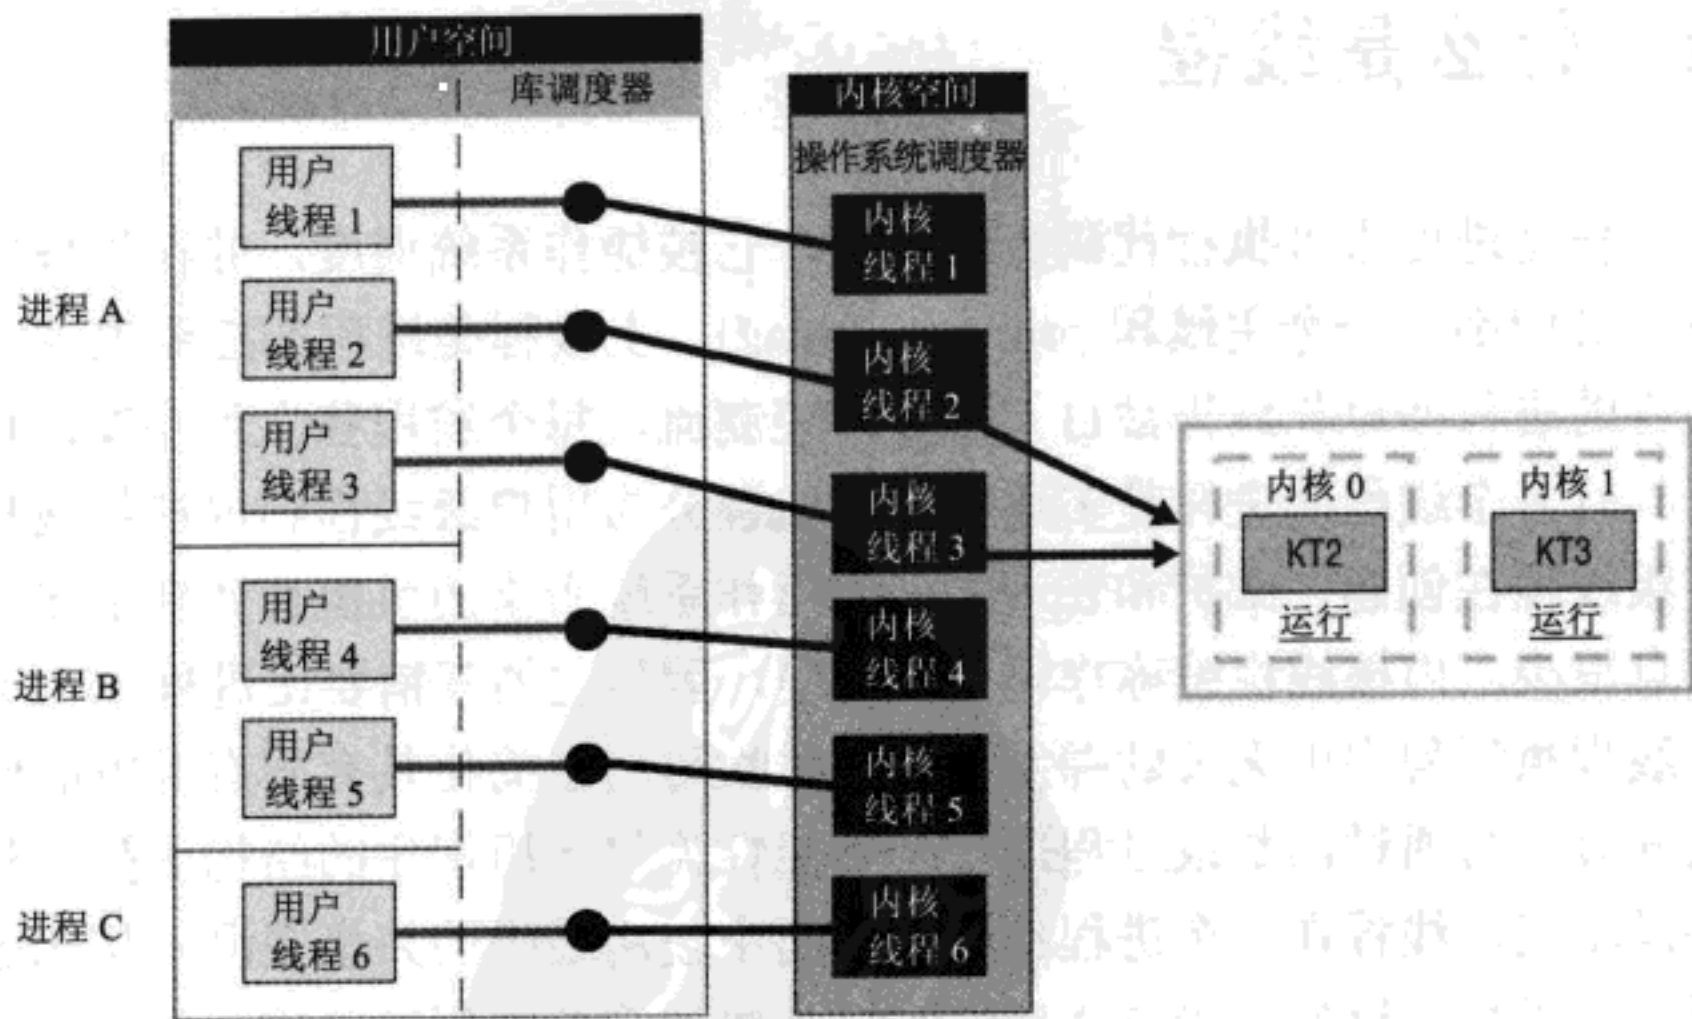 用户空间
库调度器
内核空间
操作系统调度器
进程 A
用户
线程 1
用户
线程 2
用户
线程 3
进程 B
用户
线程 4
用户
线程 5
进程 C
用户
线程 6
内核
线程 1
内核
线程 2
内核
线程 3
内核
线程 4
内核
线程 5
内核
线程 6
内核 0
KT2
运行
内核 1
KT3
运行